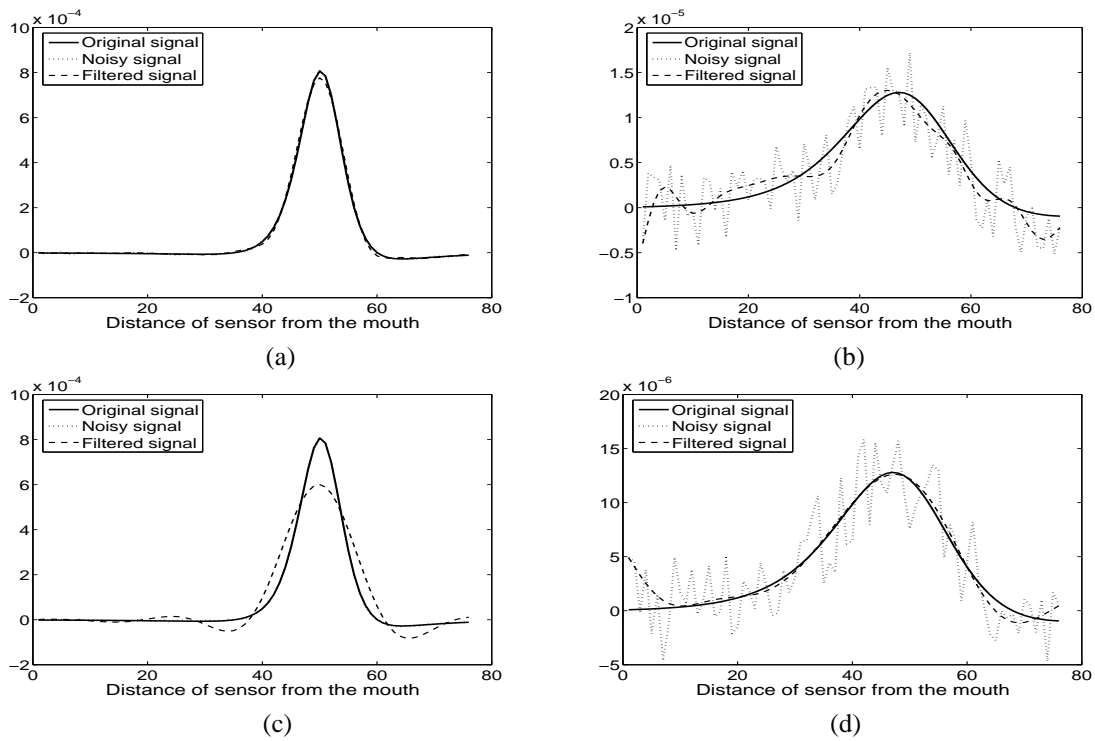 x 10⁻⁴
10
8
6
4
2
0
−2
Original signal
Noisy signal
Filtered signal
0 20 40 60 80
Distance of sensor from the mouth
(a)
x 10⁻⁵
2
1.5
1
0.5
0
−0.5
−1
Original signal
Noisy signal
Filtered signal
0 20 40 60 80
Distance of sensor from the mouth
(b)
x 10⁻⁴
10
8
6
4
2
0
−2
Original signal
Noisy signal
Filtered signal
0 20 40 60 80
Distance of sensor from the mouth
(c)
x 10⁻⁶
20
15
10
5
0
−5
Original signal
Noisy signal
Filtered signal
0 20 40 60 80
Distance of sensor from the mouth
(d)